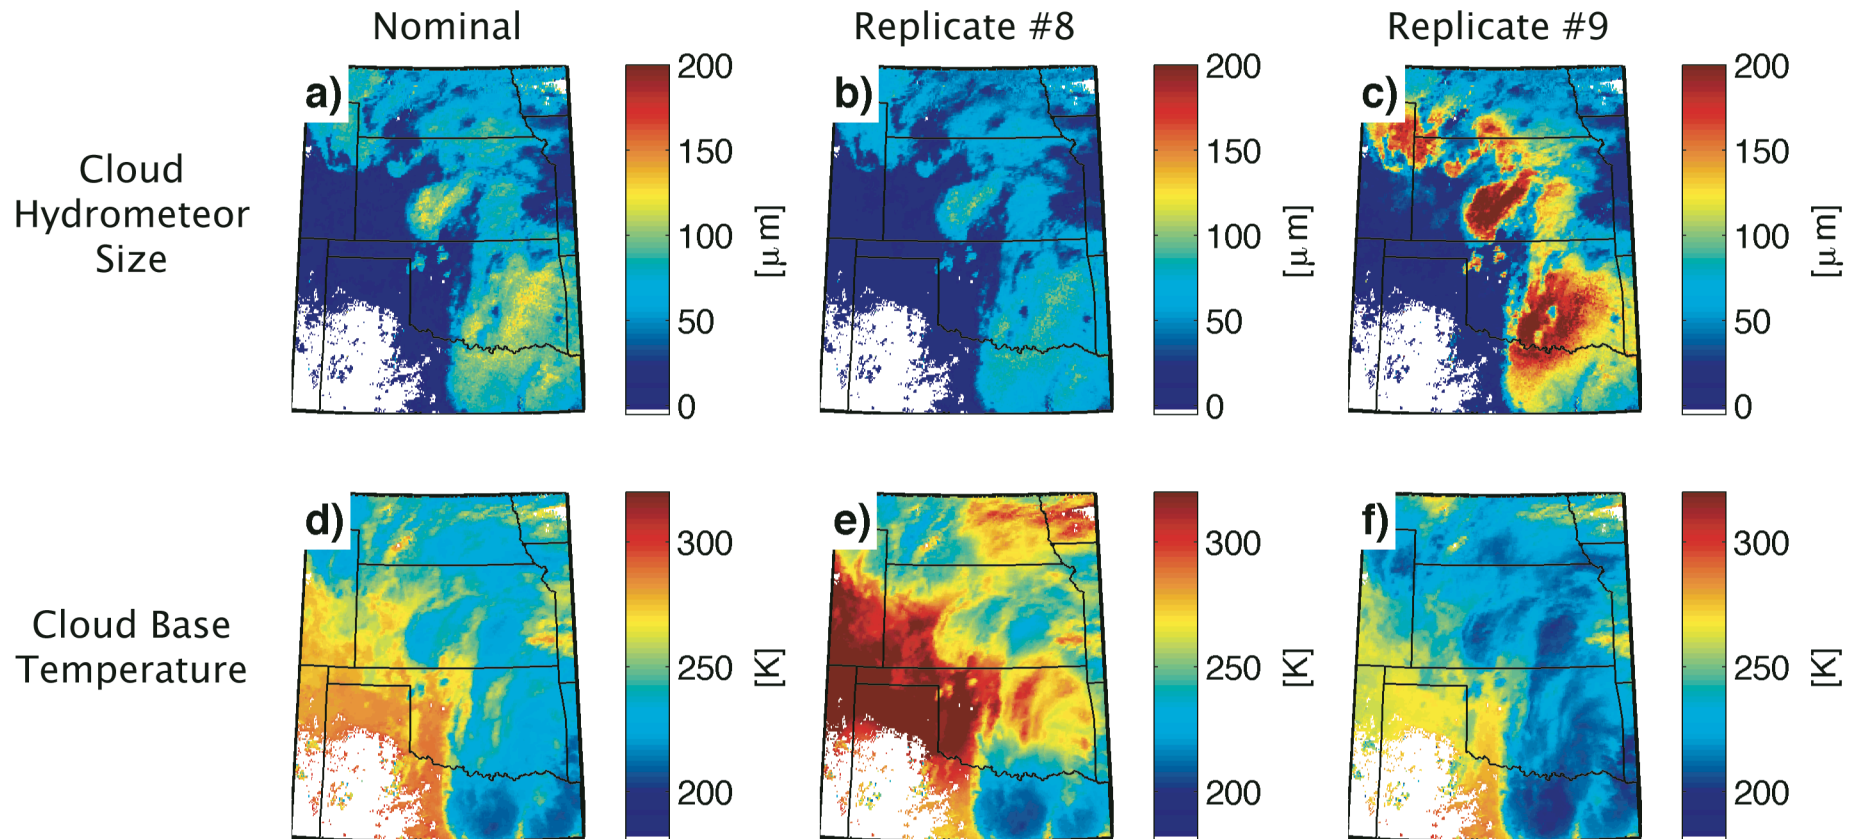 Nominal
Replicate #8
Replicate #9
Cloud
Hydrometeor
Size
a)
200
150
100
50
0
[μ m]
b)
200
150
100
50
0
[μ m]
c)
200
150
100
50
0
[μ m]
Cloud Base
Temperature
d)
300
250
200
[K]
e)
300
250
200
[K]
f)
300
250
200
[K]